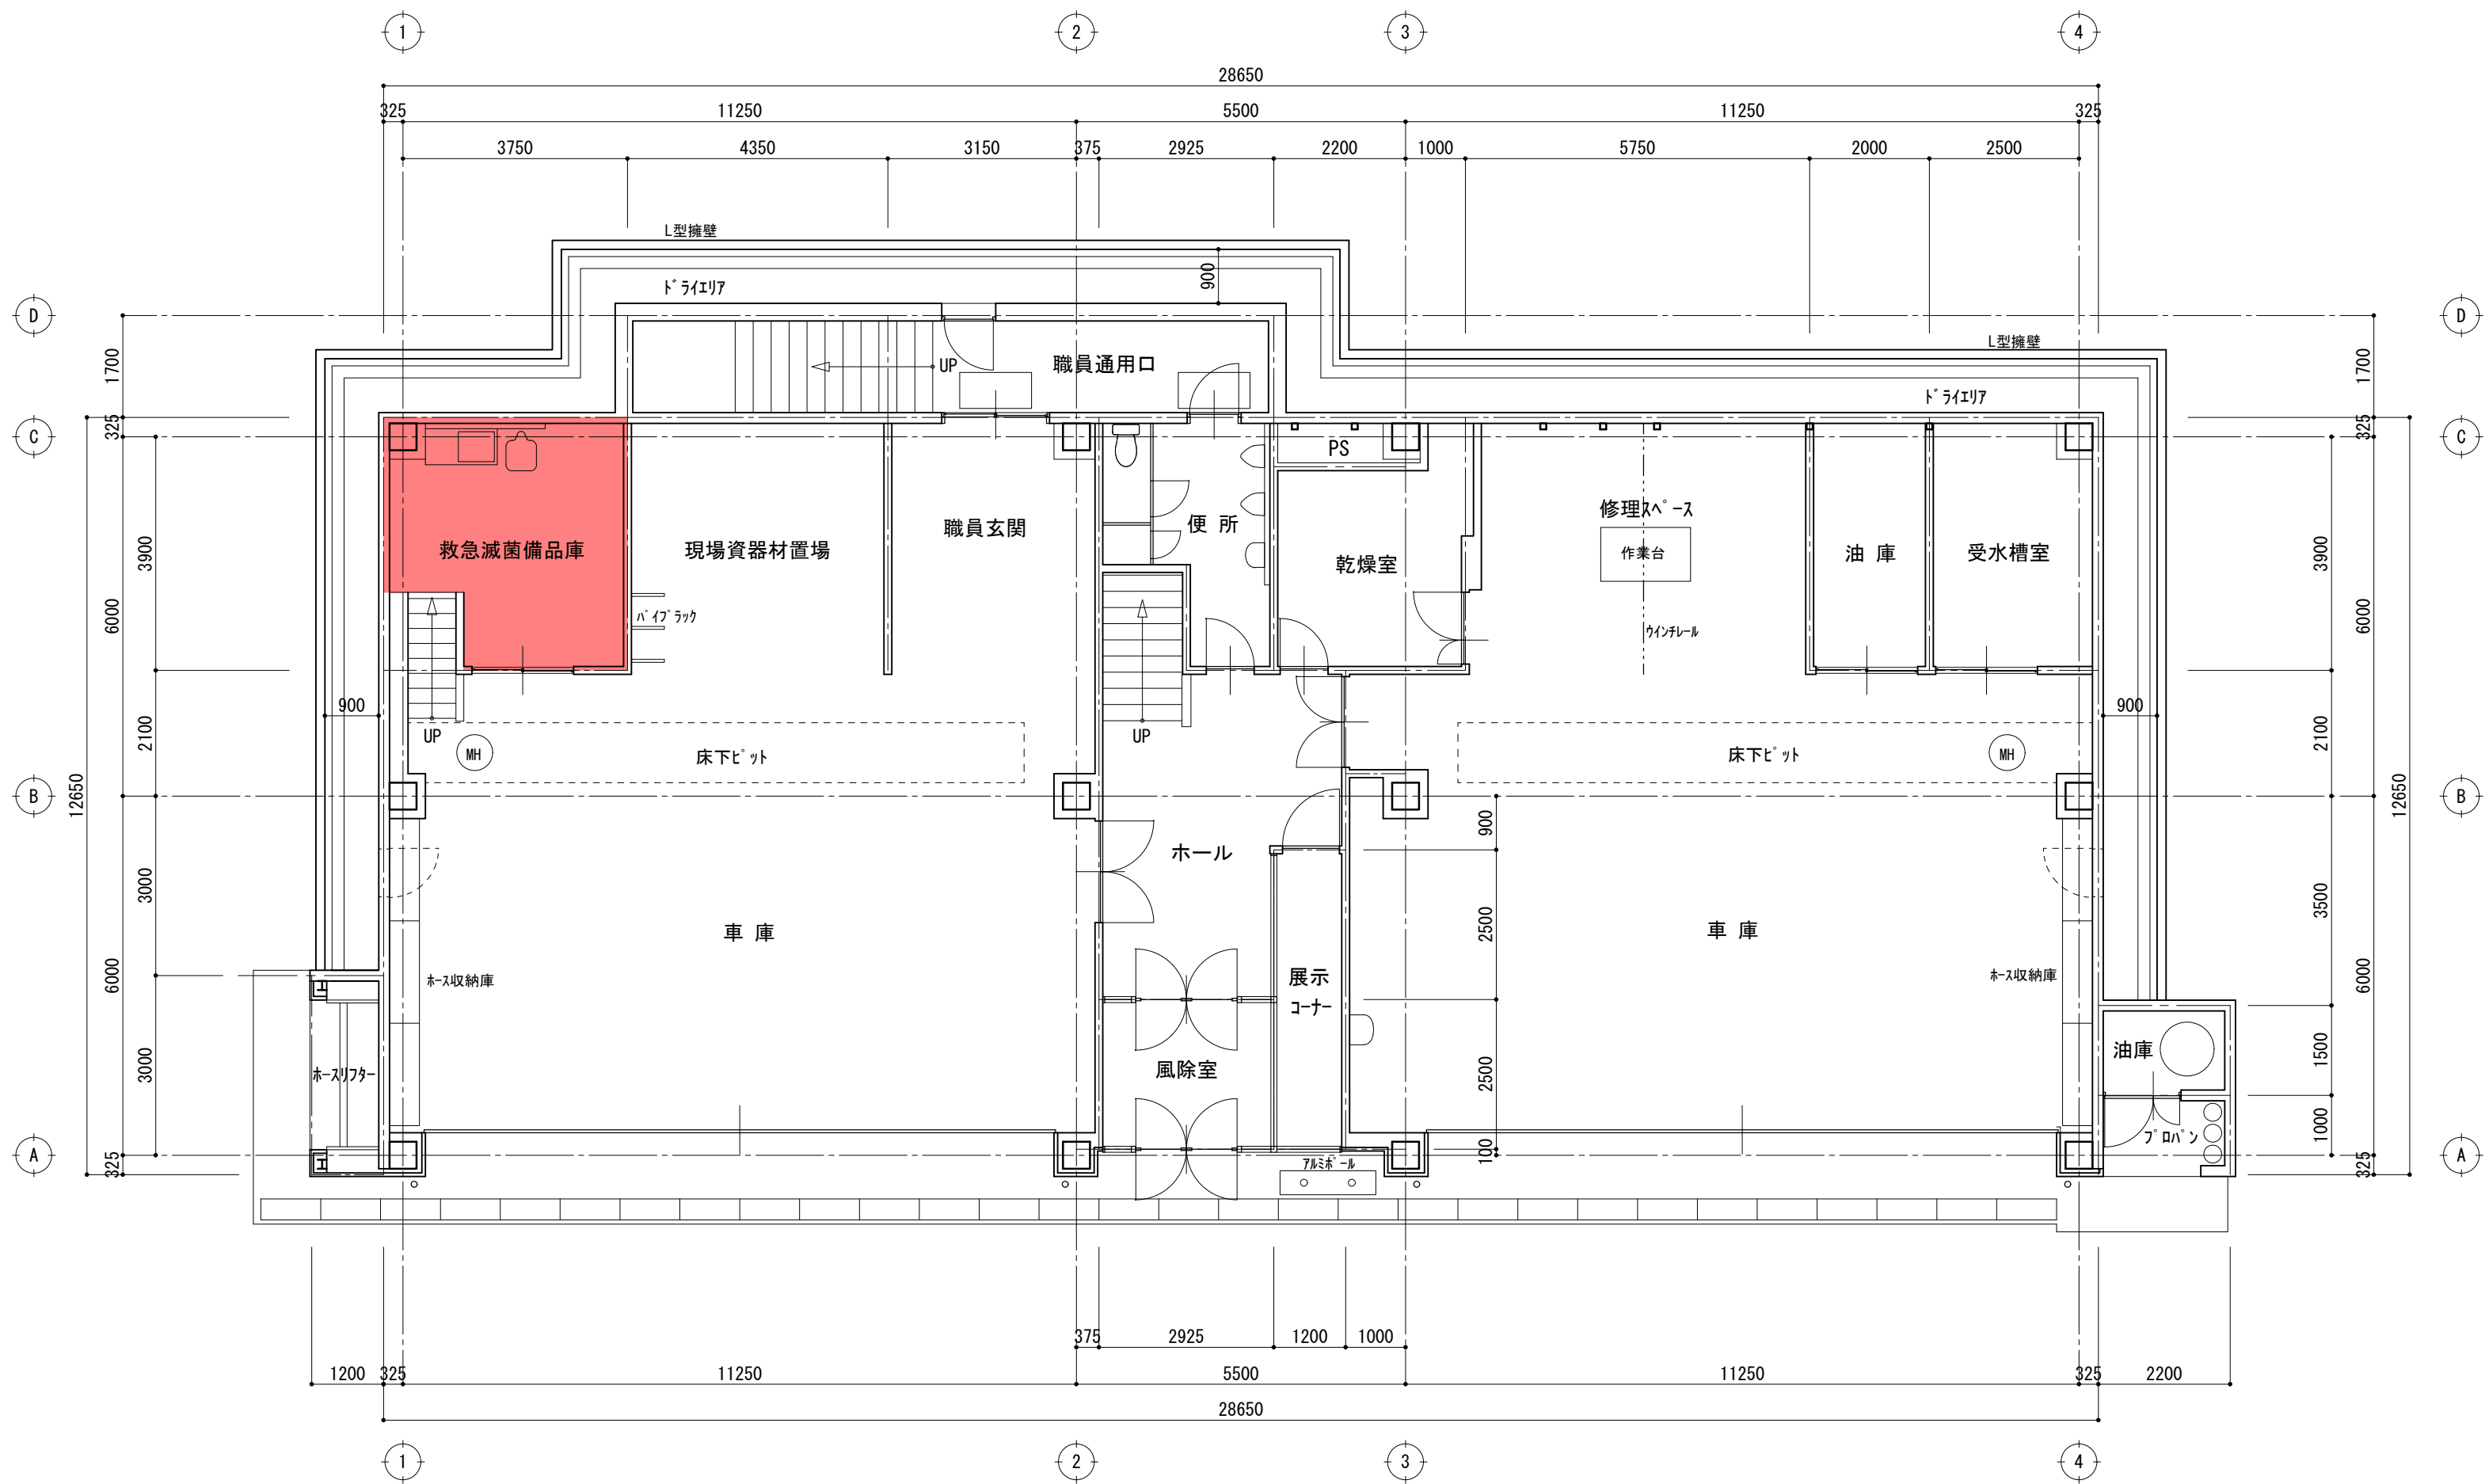 1 2 3 4
28650
325 11250 5500 11250 325
3750 4350 3150 375 2925 2200 1000 5750 2000 2500
L型擁壁
ドライエリア
900
D
D
L型擁壁
1700
1700
職員通用口
UP
ドライエリア
325
325
C
C
PS
修理スペース
職員玄関
便 所
救急滅菌備品庫
現場資器材置場
乾燥室
作業台
油 庫
受水槽室
3900
3900
6000
6000
パイプラック
ウインチレール
900
900
2100
2100
UP
UP
MH
床下ピット
床下ピット
MH
B
B
12650
12650
900
ホール
3000
3500
車 庫
車 庫
2500
ホース収納庫
展示
コーナー
ホース収納庫
6000
6000
3000
ホースリフター
風除室
2500
油庫
1500
プロパン
1000
A
A
100
アルミポール
325
325
375 2925 1200 1000
1200 325 11250 5500 11250 325 2200
28650
1 2 3 4